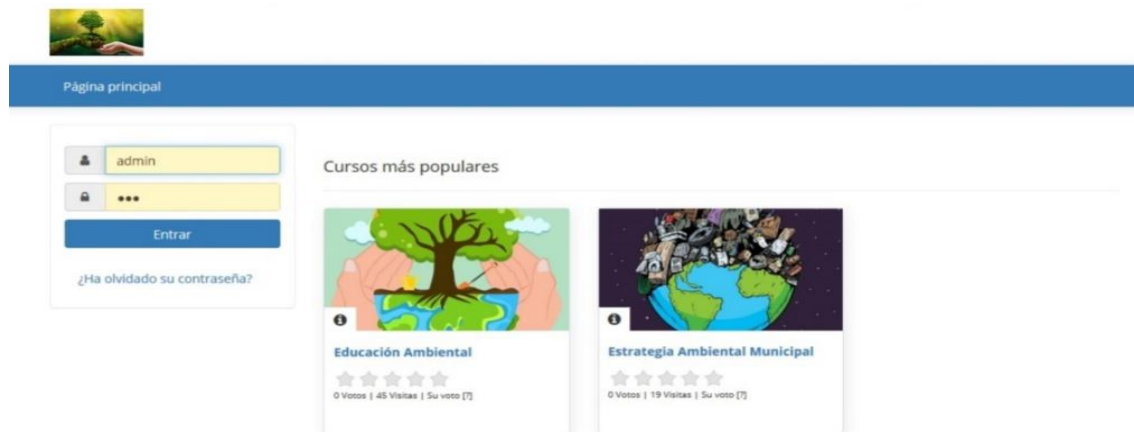 Página principal
admin
•••
Entrar
¿Ha olvidado su contraseña?
Cursos más populares
Educación Ambiental
0 Votos | 45 Visitas | Su voto [?]
Estrategia Ambiental Municipal
0 Votos | 19 Visitas | Su voto [?]